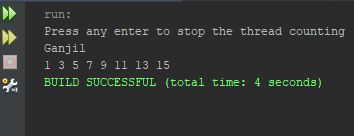 run:
Press any enter to stop the thread counting
Ganjil
1 3 5 7 9 11 13 15
BUILD SUCCESSFUL (total time: 4 seconds)